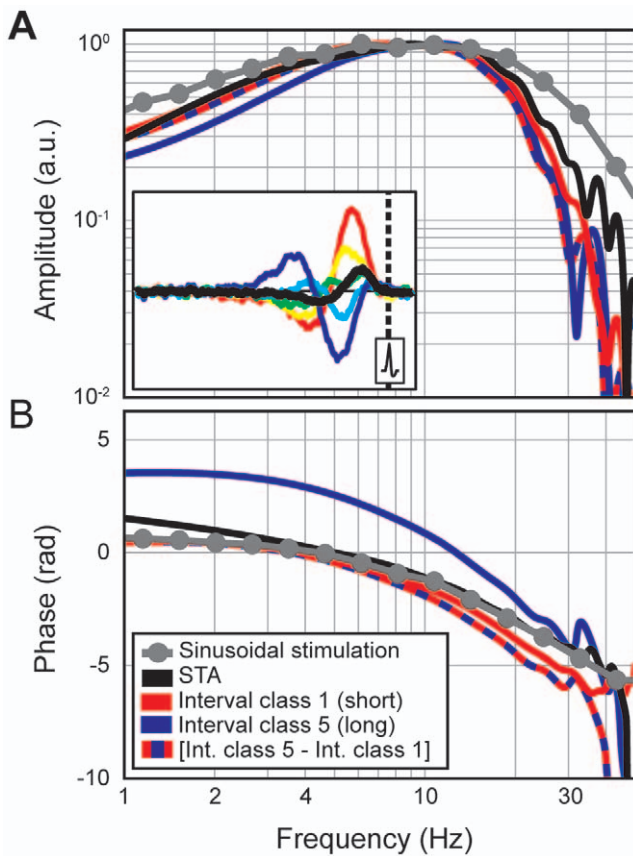 A
10⁰
10⁻¹
10⁻²
Amplitude (a.u.)
B
5
0
-5
-10
Phase (rad)
Sinusoidal stimulation
STA
Interval class 1 (short)
Interval class 5 (long)
[Int. class 5 - Int. class 1]
1 2 4 10 30
Frequency (Hz)